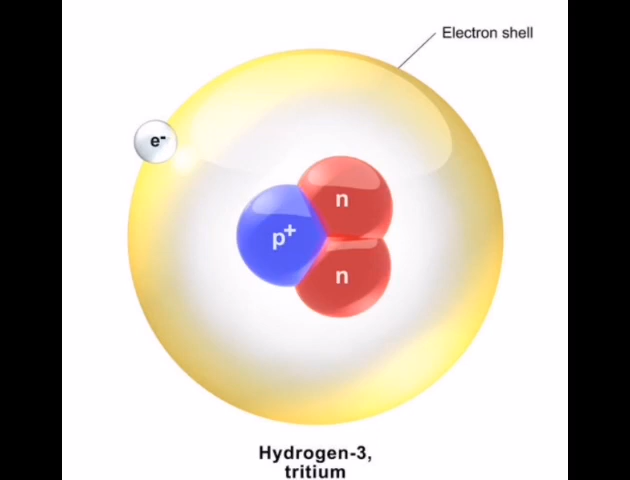 Electron shell
e-
n
p+
n
Hydrogen-3,
tritium